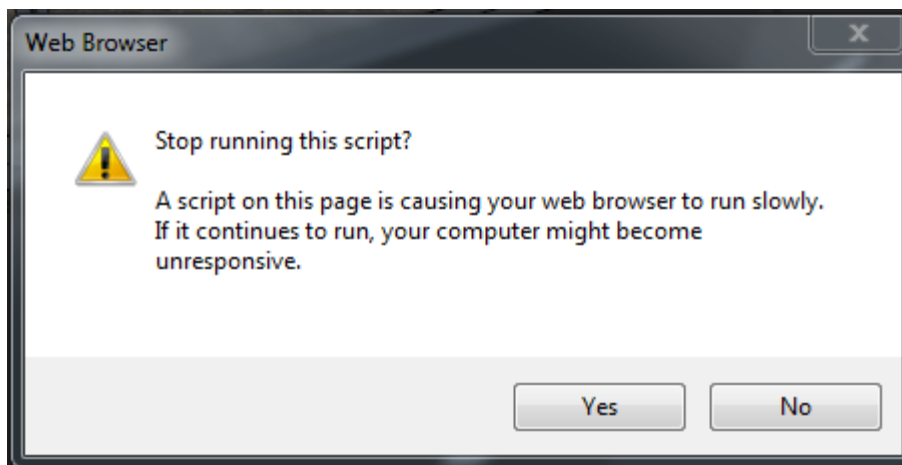 Web Browser
Stop running this script?
A script on this page is causing your web browser to run slowly.
If it continues to run, your computer might become
unresponsive.
Yes No